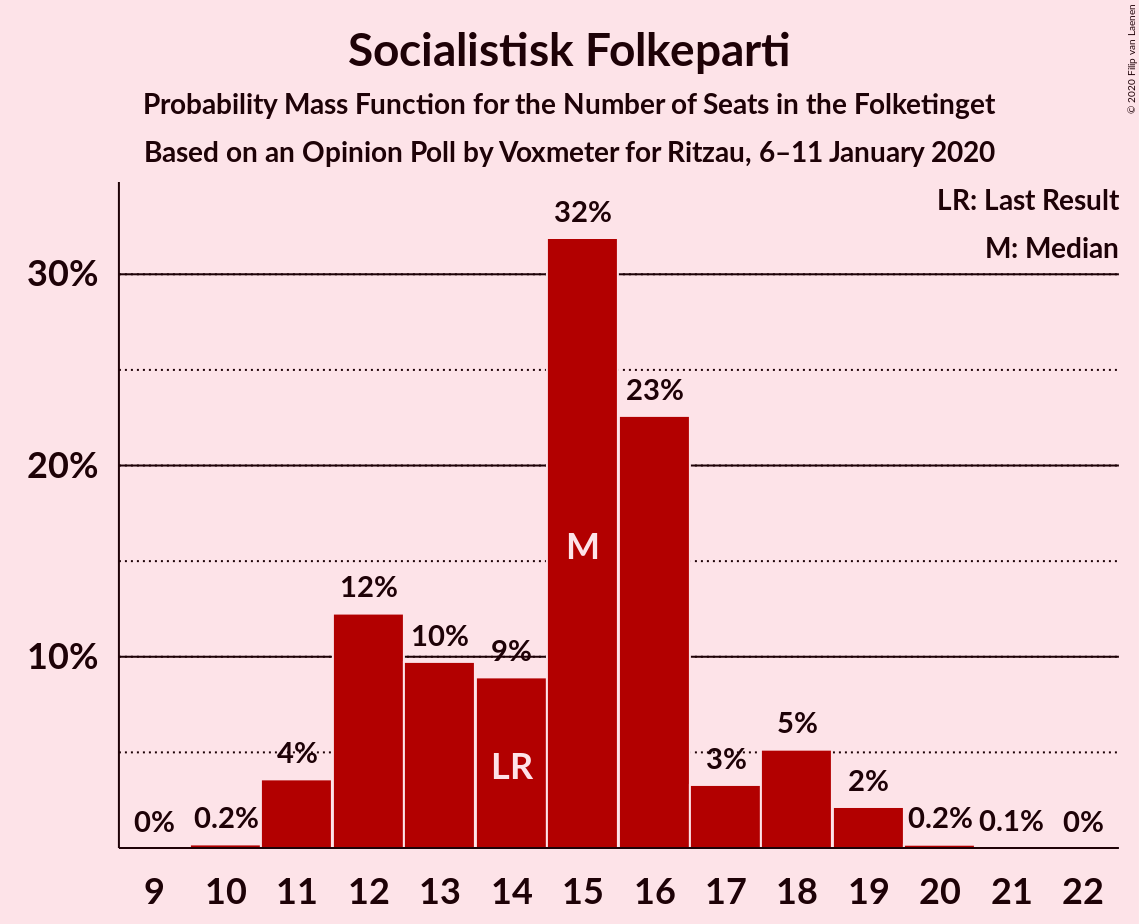 Socialistisk Folkeparti
Probability Mass Function for the Number of Seats in the Folketinget
Based on an Opinion Poll by Voxmeter for Ritzau, 6–11 January 2020
© 2020 Filip van Laenen
LR: Last Result
M: Median
30%
20%
10%
0%
0.2%
4%
12%
10%
9%
32%
23%
3%
5%
2%
0.2%
0.1%
0%
M
LR
9 10 11 12 13 14 15 16 17 18 19 20 21 22